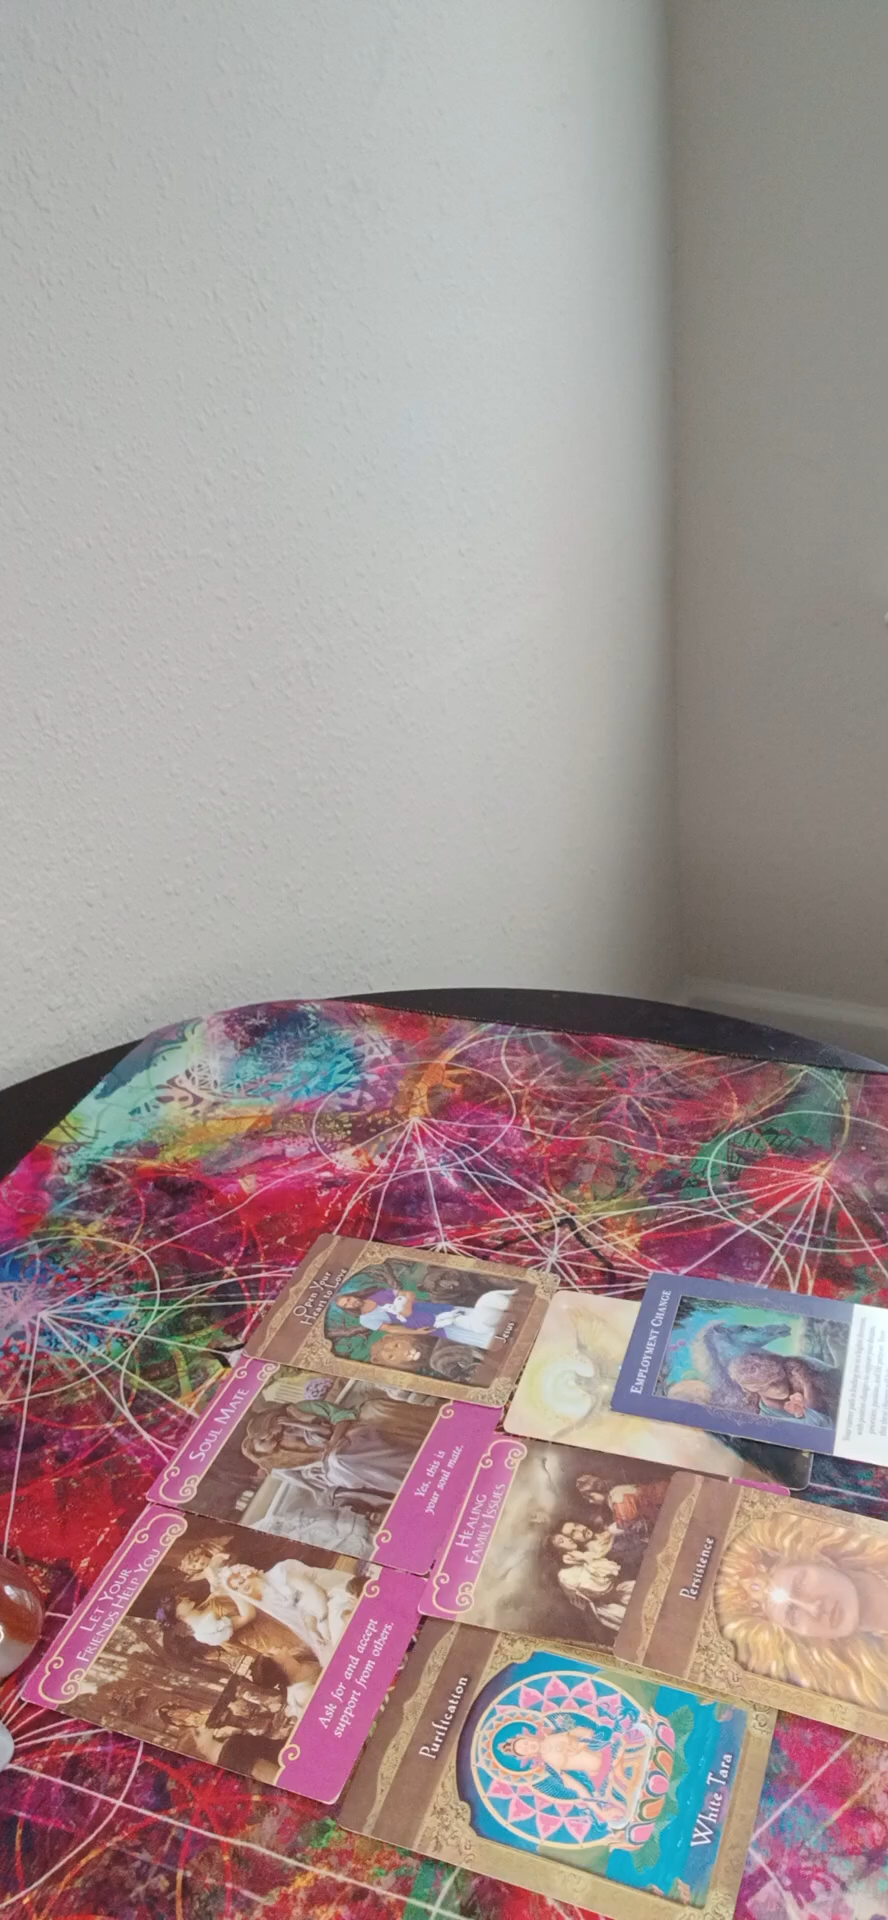 Open Your
Heart to Love
Jesus
EMPLOYMENT CHANGE
SOUL MATE
Yes, this is
your soul mate.
HEALING
FAMILY ISSUES
Persistence
LET YOUR
FRIENDS HELP YOU
Ask for and accept
support from others.
Purification
White Tara